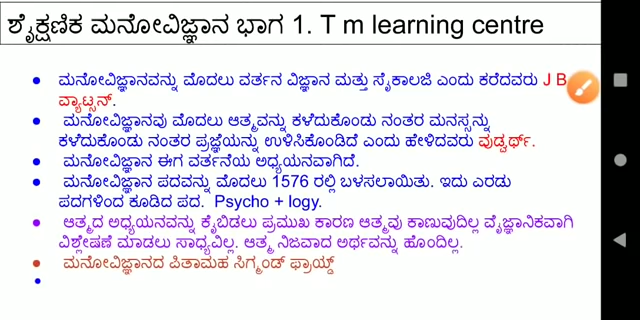 ಶೈಕ್ಷಣಿಕ ಮನೋವಿಜ್ಞಾನ ಭಾಗ 1. T m learning centre
ಮನೋವಿಜ್ಞಾನವನ್ನು ಮೊದಲು ವರ್ತನ ವಿಜ್ಞಾನ ಮತ್ತು ಸೈಕಾಲಜಿ ಎಂದು ಕರೆದವರು J B
ವ್ಯಾಟ್ಸನ್.
ಮನೋವಿಜ್ಞಾನವು ಮೊದಲು ಆತ್ಮವನ್ನು ಕಳೆದುಕೊಂಡು ನಂತರ ಮನಸ್ಸನ್ನು
ಕಳೆದುಕೊಂಡು ನಂತರ ಪ್ರಜ್ಞೆಯನ್ನು ಉಳಿಸಿಕೊಂಡಿದೆ ಎಂದು ಹೇಳಿದವರು ವುಡ್ವರ್ಥ್.
ಮನೋವಿಜ್ಞಾನ ಈಗ ವರ್ತನೆಯ ಅಧ್ಯಯನವಾಗಿದೆ.
ಮನೋವಿಜ್ಞಾನ ಪದವನ್ನು ಮೊದಲು 1576 ರಲ್ಲಿ ಬಳಸಲಾಯಿತು. ಇದು ಎರಡು
ಪದಗಳಿಂದ ಕೂಡಿದ ಪದ. Psycho + logy.
ಆತ್ಮದ ಅಧ್ಯಯನವನ್ನು ಕೈಬಿಡಲು ಪ್ರಮುಖ ಕಾರಣ ಆತ್ಮವು ಕಾಣುವುದಿಲ್ಲ ವೈಜ್ಞಾನಿಕವಾಗಿ
ವಿಶ್ಲೇಷಣೆ ಮಾಡಲು ಸಾಧ್ಯವಿಲ್ಲ. ಆತ್ಮ ನಿಜವಾದ ಅರ್ಥವನ್ನು ಹೊಂದಿಲ್ಲ.
ಮನೋವಿಜ್ಞಾನದ ಪಿತಾಮಹ ಸಿಗ್ಮಂಡ್ ಫ್ರಾಯ್ಡ್